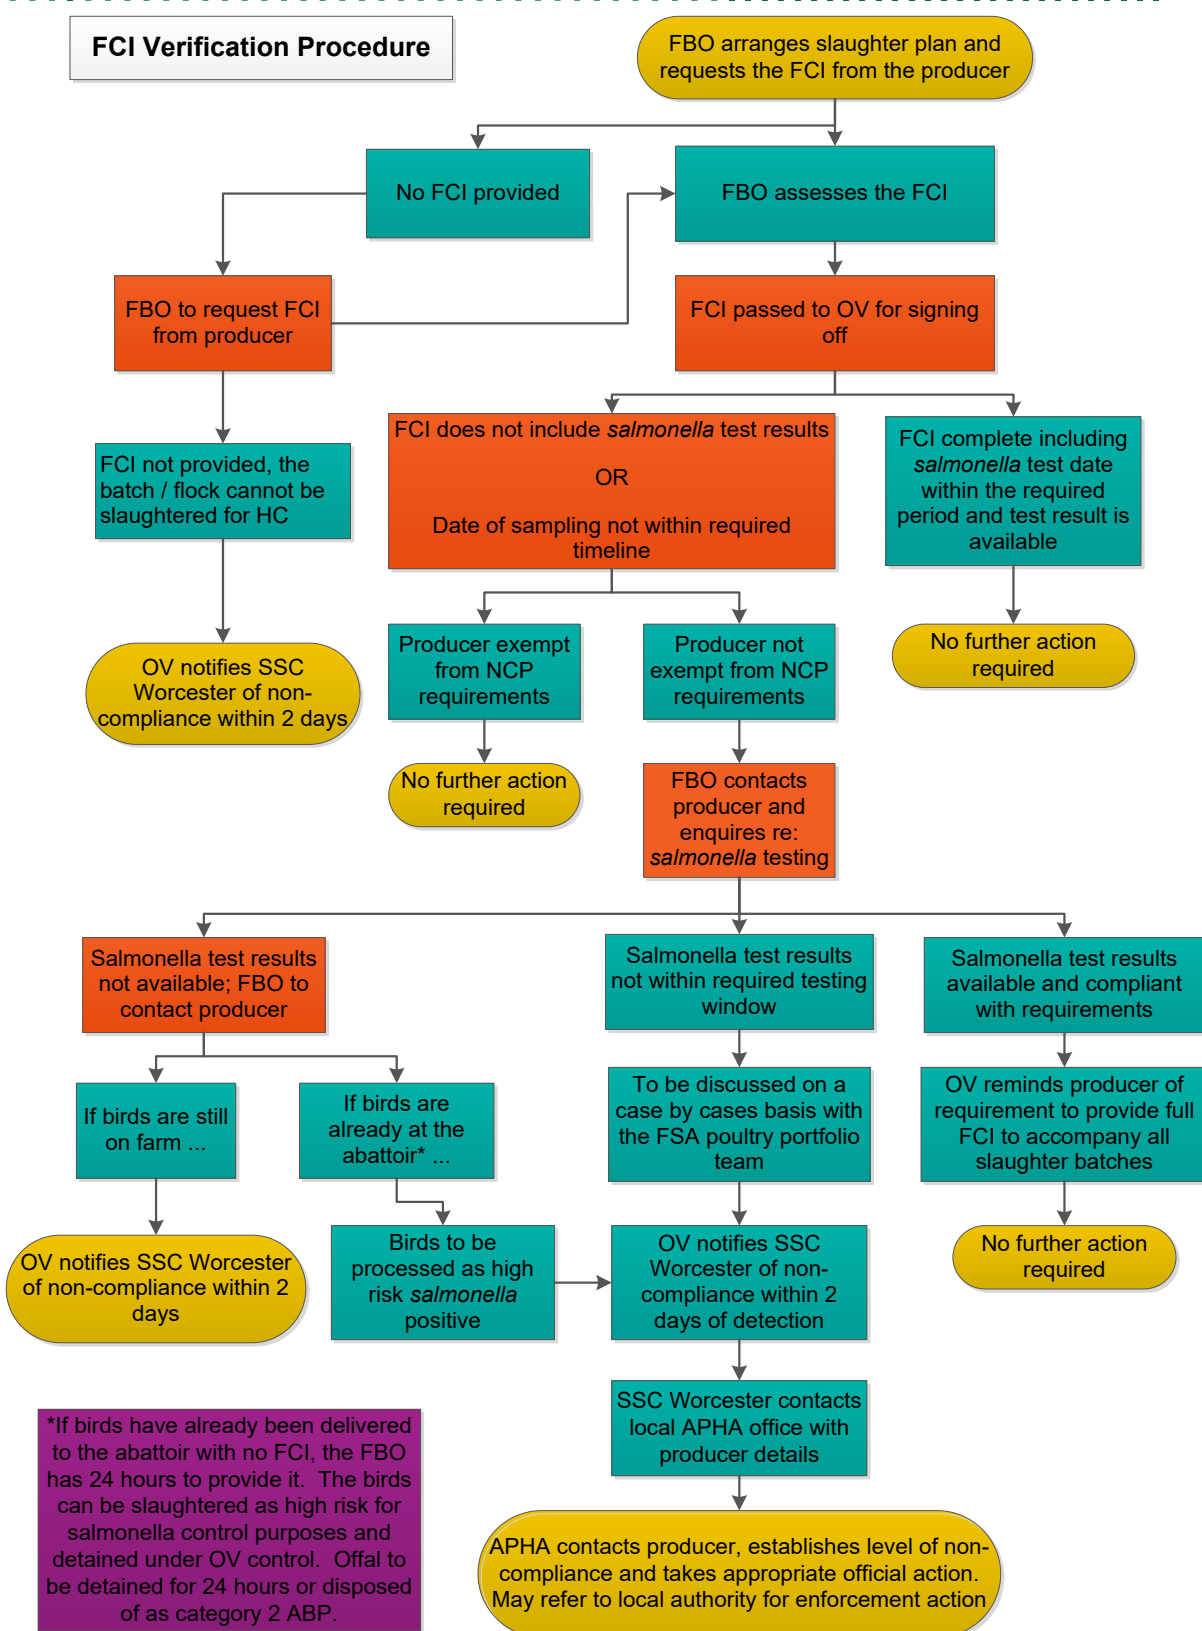 FCI Verification Procedure
FBO arranges slaughter plan and
requests the FCI from the producer
No FCI provided
FBO assesses the FCI
FBO to request FCI
from producer
FCI passed to OV for signing
off
FCI not provided, the
batch / flock cannot be
slaughtered for HC
FCI does not include salmonella test results
OR
Date of sampling not within required
timeline
FCI complete including
salmonella test date
within the required
period and test result is
available
OV notifies SSC
Worcester of non-
compliance within 2 days
Producer exempt
from NCP
requirements
Producer not
exempt from NCP
requirements
No further action
required
No further action
required
FBO contacts
producer and
enquires re:
salmonella testing
Salmonella test results
not available; FBO to
contact producer
Salmonella test results
not within required testing
window
Salmonella test results
available and compliant
with requirements
If birds are still
on farm ...
If birds are
already at the
abattoir* ...
To be discussed on a
case by cases basis with
the FSA poultry portfolio
team
OV reminds producer of
requirement to provide full
FCI to accompany all
slaughter batches
OV notifies SSC Worcester
of non-compliance within 2
days
Birds to be
processed as high
risk salmonella
positive
OV notifies SSC
Worcester of non-
compliance within 2
days of detection
No further action
required
SSC Worcester contacts
local APHA office with
producer details
*If birds have already been delivered
to the abattoir with no FCI, the FBO
has 24 hours to provide it. The birds
can be slaughtered as high risk for
salmonella control purposes and
detained under OV control. Offal to
be detained for 24 hours or disposed
of as category 2 ABP.
APHA contacts producer, establishes level of non-
compliance and takes appropriate official action.
May refer to local authority for enforcement action